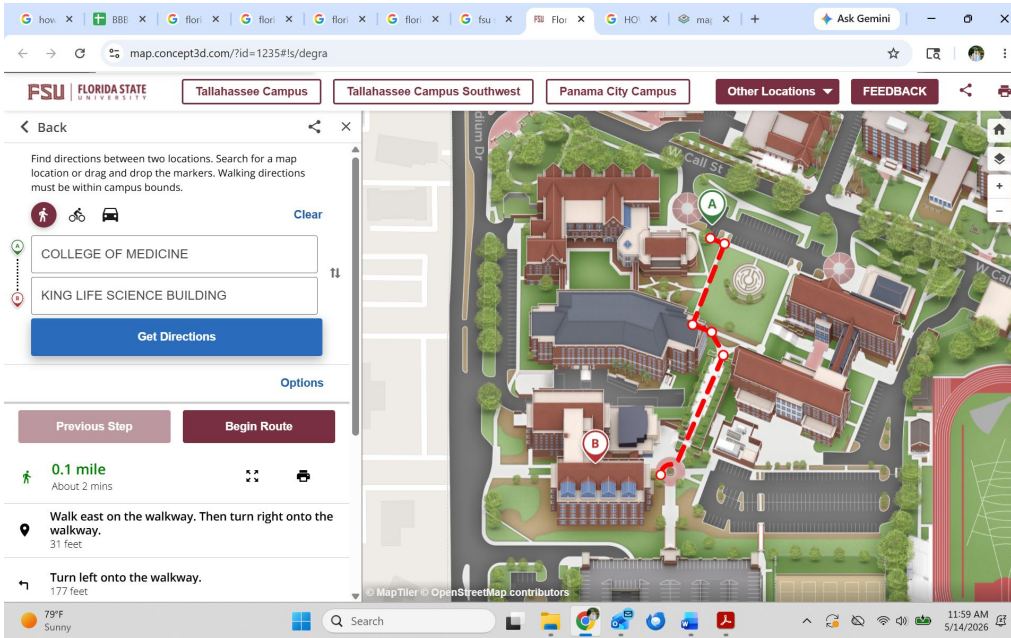 how
BBB
flori
flori
flori
flori
fsu
Flor
HO
ma
Ask Gemini
map.concept3d.com/?id=1235#!s/degra
FSU FLORIDA STATE
UNIVERSITY
Tallahassee Campus
Tallahassee Campus Southwest
Panama City Campus
Other Locations
FEEDBACK
Back
Find directions between two locations. Search for a map
location or drag and drop the markers. Walking directions
must be within campus bounds.
Clear
A
COLLEGE OF MEDICINE
B
KING LIFE SCIENCE BUILDING
Get Directions
Options
Previous Step
Begin Route
0.1 mile
About 2 mins
Walk east on the walkway. Then turn right onto the
walkway.
31 feet
Turn left onto the walkway.
177 feet
dium Dr
W Call St
A
W Cal
B
© MapTiler © OpenStreetMap contributors
79°F
Sunny
Search
11:59 AM
5/14/2026